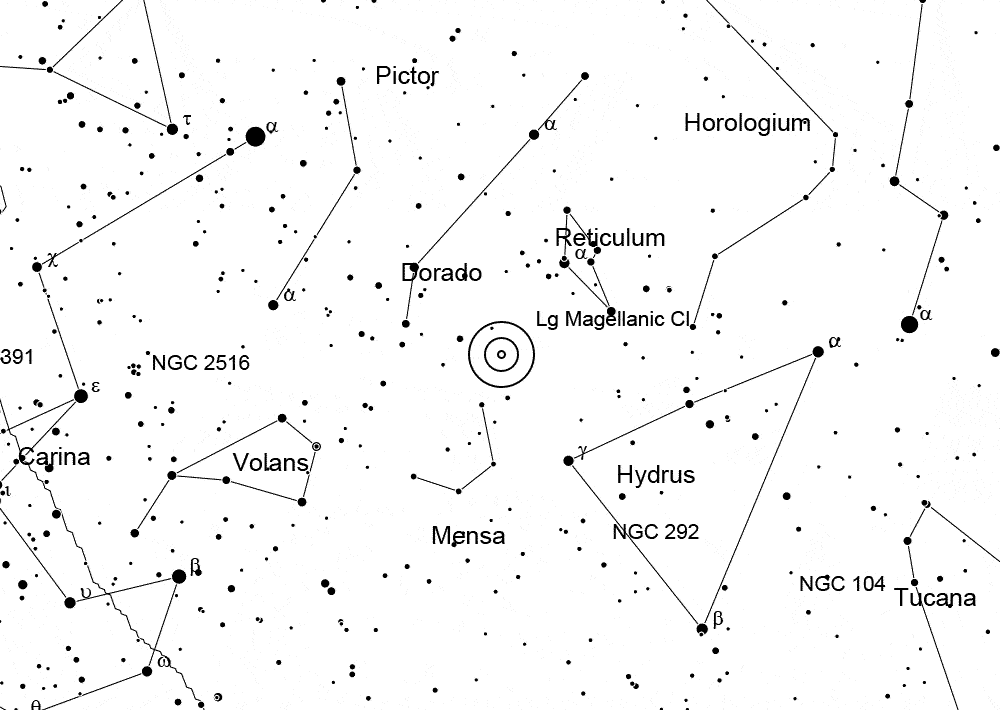 Pictor
τ
α
α
Horologium
χ
Reticulum
α
Dorado
α
Lg Magellanic Cl
α
391
NGC 2516
α
ε
Carina
Volans
γ
Hydrus
ι
NGC 292
Mensa
β
NGC 104
υ
Tucana
β
ω
θ